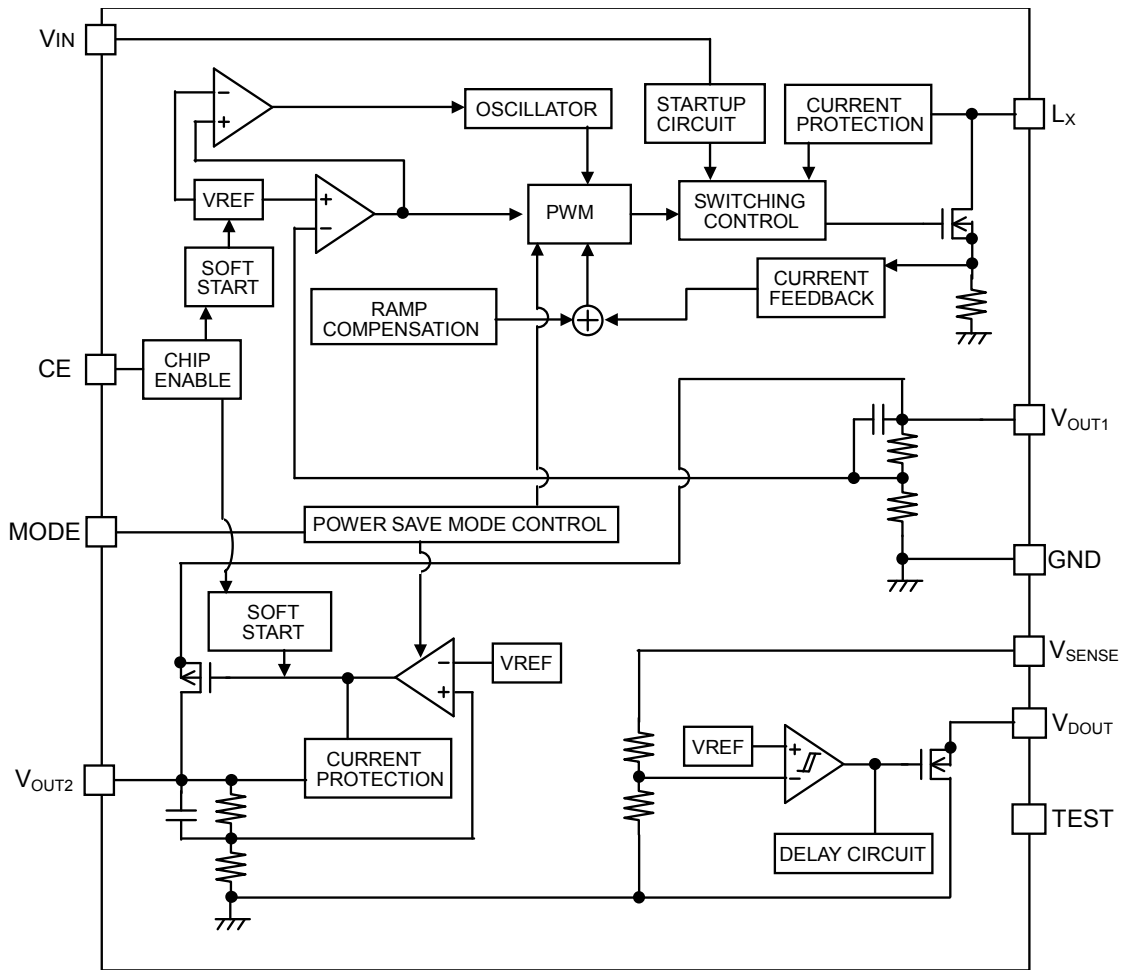 VIN
OSCILLATOR
STARTUP
CIRCUIT
CURRENT
PROTECTION
LX
VREF
PWM
SWITCHING
CONTROL
SOFT
START
RAMP
COMPENSATION
CURRENT
FEEDBACK
CE
CHIP
ENABLE
VOUT1
MODE
POWER SAVE MODE CONTROL
GND
SOFT
START
VREF
VSENSE
VREF
VDOUT
CURRENT
PROTECTION
VOUT2
TEST
DELAY CIRCUIT